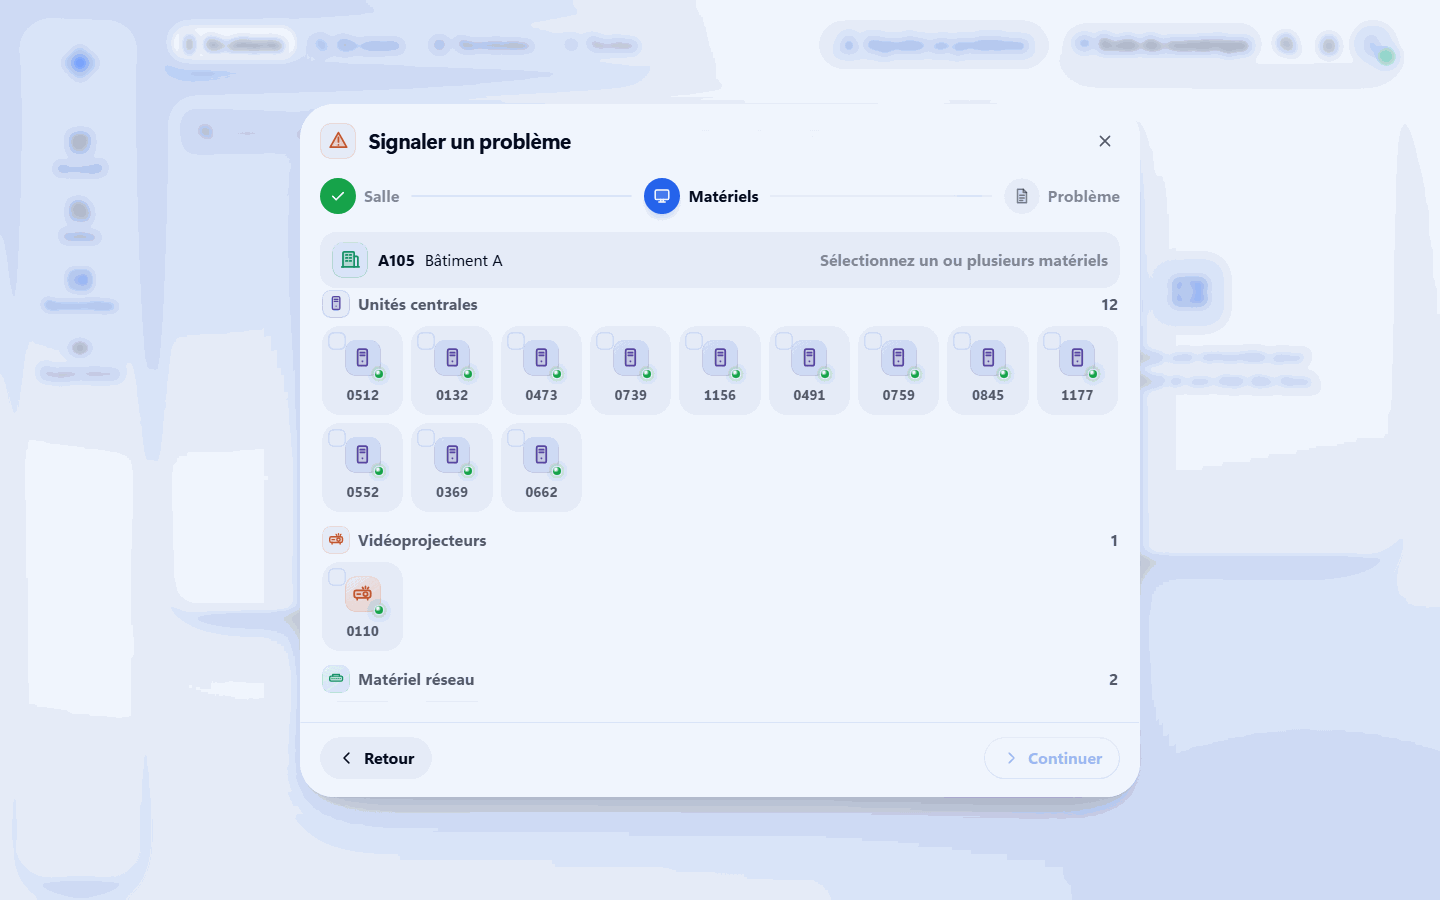 Signaler un problème
Salle
Matériels
Problème
A105 Bâtiment A
Sélectionnez un ou plusieurs matériels
Unités centrales 12
0512 0132 0473 0739 1156 0491 0759 0845 1177
0552 0369 0662
Vidéoprojecteurs 1
0110
Matériel réseau 2
Retour
Continuer